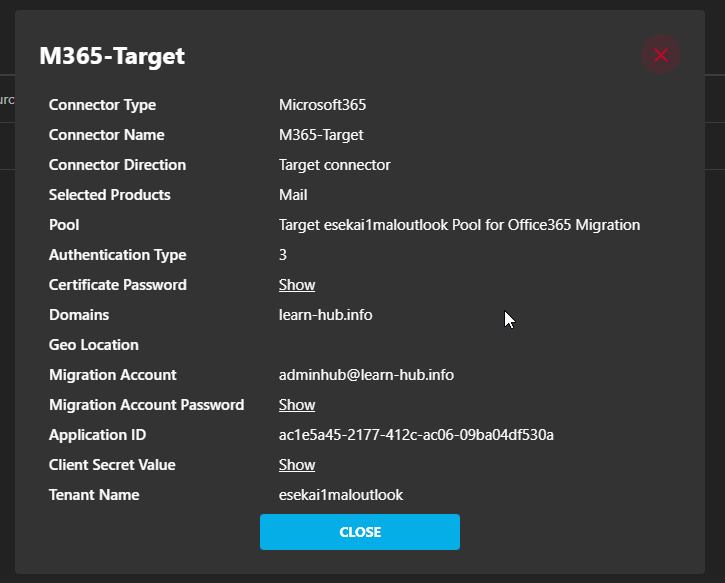 M365-Target
Connector Type Microsoft365
Connector Name M365-Target
Connector Direction Target connector
Selected Products Mail
Pool Target esekai1maloutlook Pool for Office365 Migration
Authentication Type 3
Certificate Password Show
Domains learn-hub.info
Geo Location
Migration Account adminhub@learn-hub.info
Migration Account Password Show
Application ID ac1e5a45-2177-412c-ac06-09ba04df530a
Client Secret Value Show
Tenant Name esekai1maloutlook
CLOSE